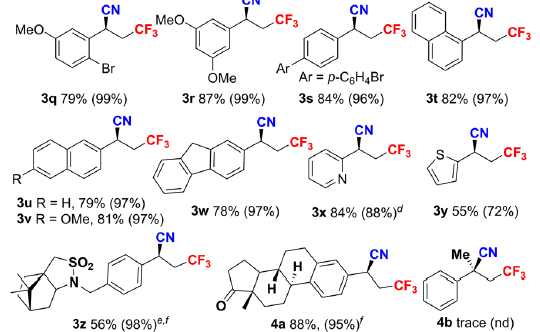 CN
CN
CN
CN
MeO
MeO
CF3
CF3
CF3
CF3
Br
OMe
Ar
Ar = p-C6H4Br
3q 79% (99%)
3r 87% (99%)
3s 84% (96%)
3t 82% (97%)
CN
CN
CN
CN
CF3
CF3
CF3
CF3
R
N
S
3u R = H, 79% (97%)
3v R = OMe, 81% (97%)
3w 78% (97%)
3x 84% (88%)d
3y 55% (72%)
CN
CN
Me
CN
SO2
N
CF3
H
H
O
CF3
CF3
3z 56% (98%)e,f
4a 88%, (95%)f
4b trace (nd)